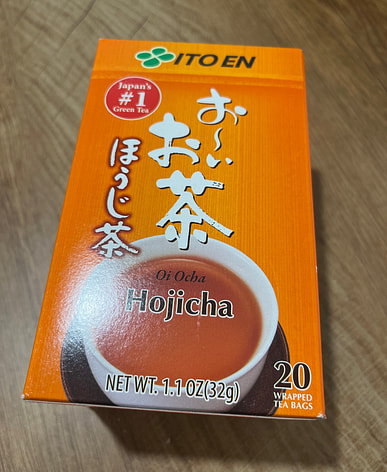 ITO EN
Japan's
#1
Green Tea
お〜い
お茶
ほうじ茶
Oi Ocha
Hojicha
NET WT. 1.1 OZ(32g)
20
WRAPPED
TEA BAGS